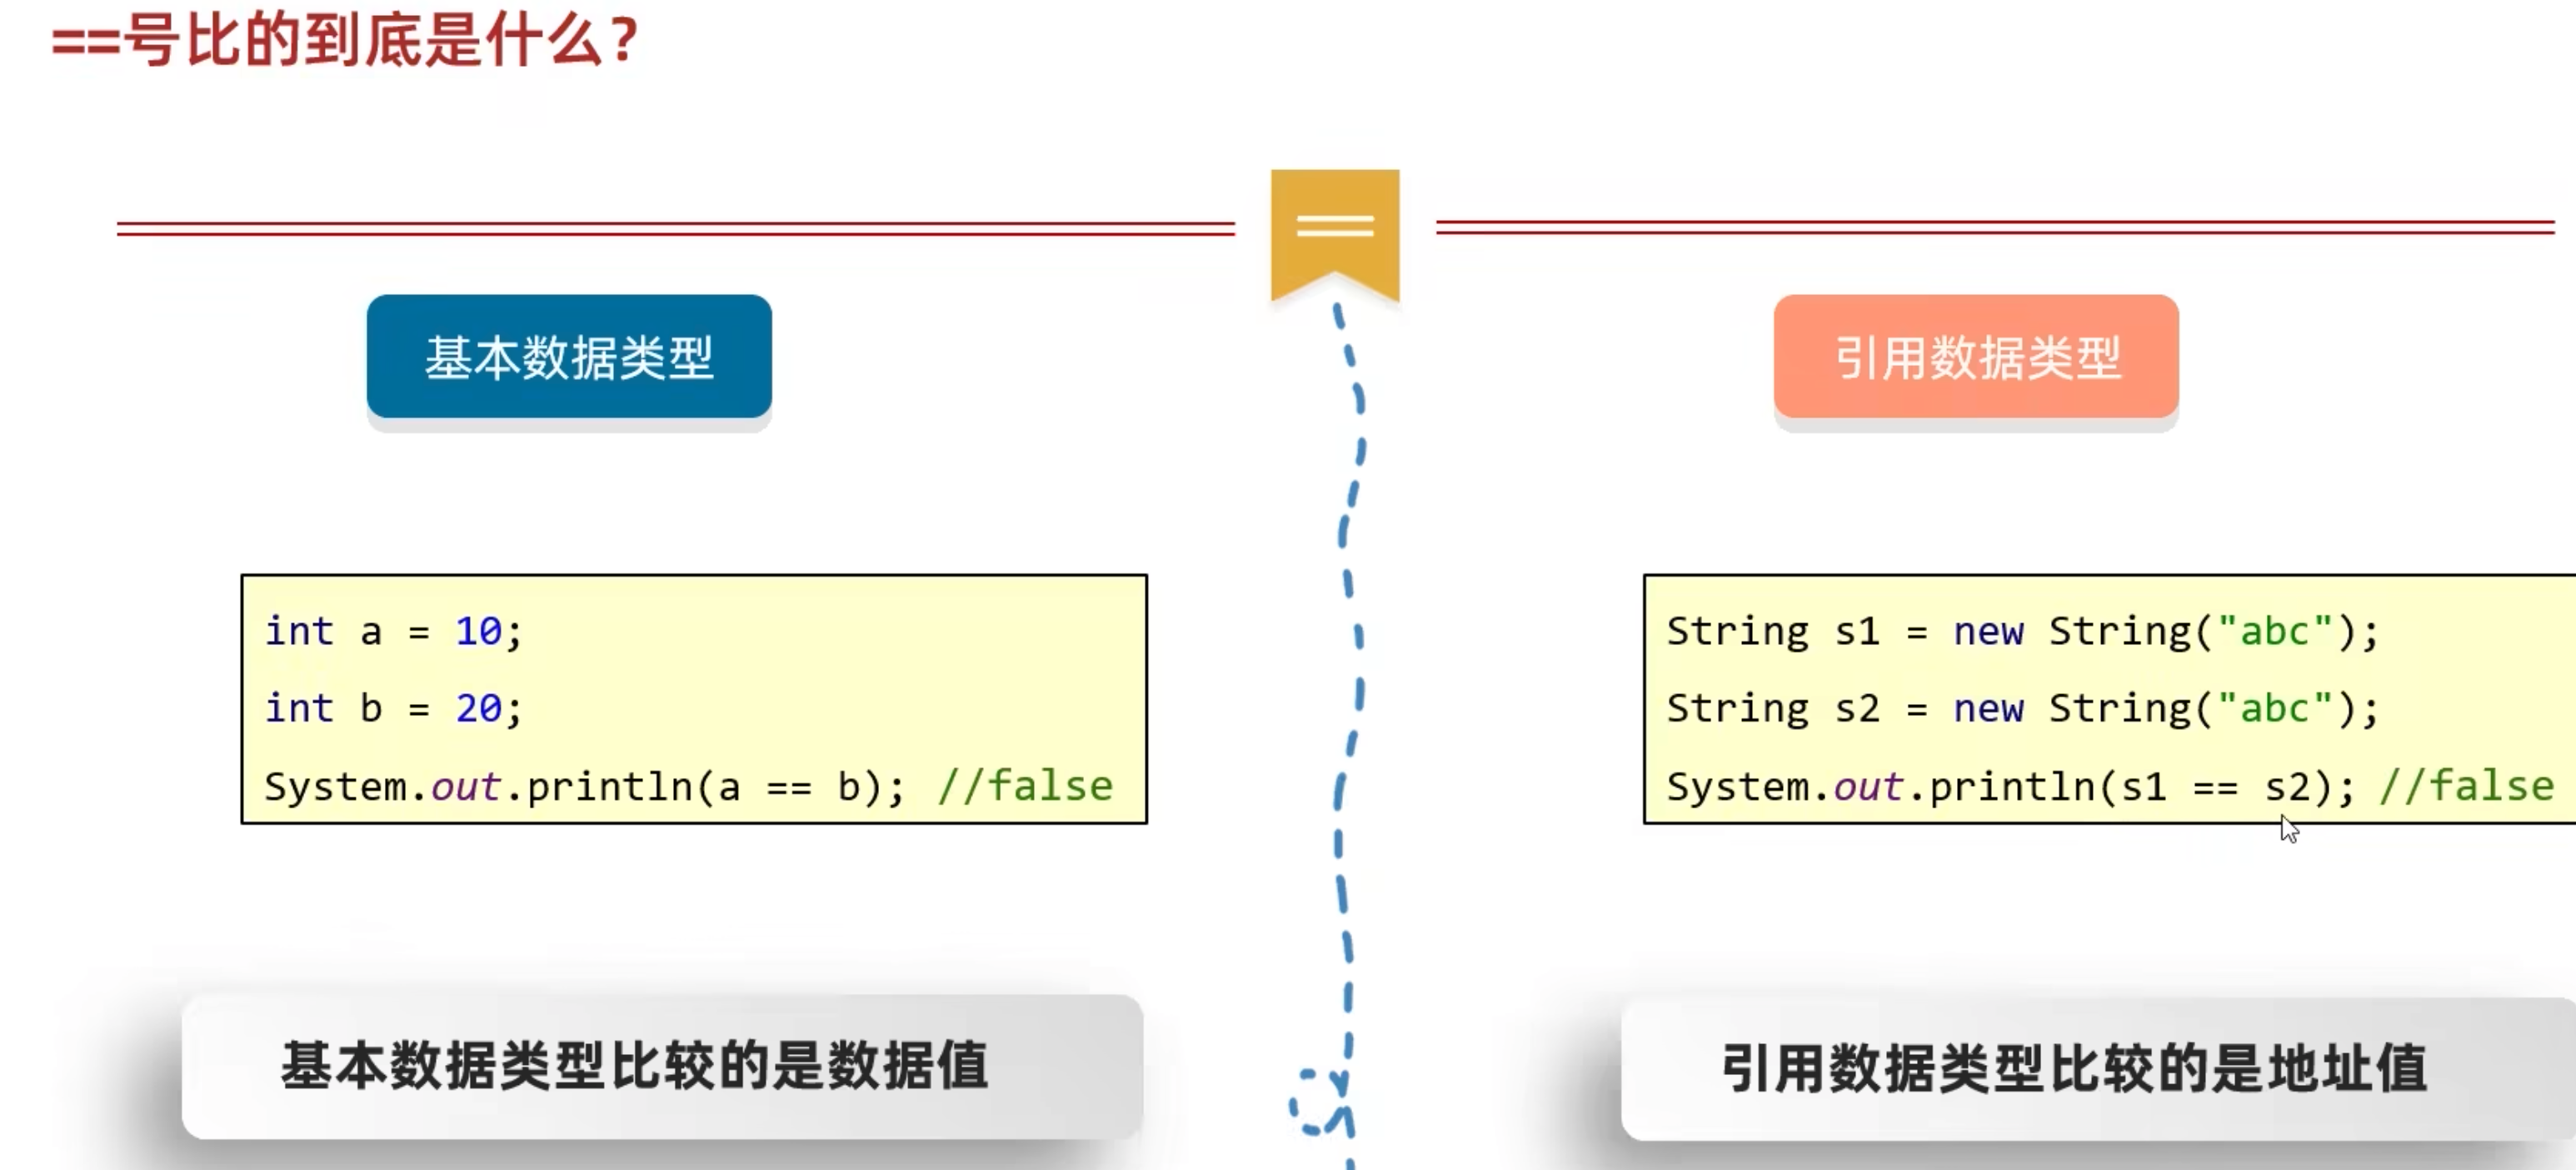 ==号比的到底是什么?
基本数据类型
int a = 10;
int b = 20;
System.out.println(a == b); //false
基本数据类型比较的是数据值
引用数据类型
String s1 = new String("abc");
String s2 = new String("abc");
System.out.println(s1 == s2); //false
引用数据类型比较的是地址值